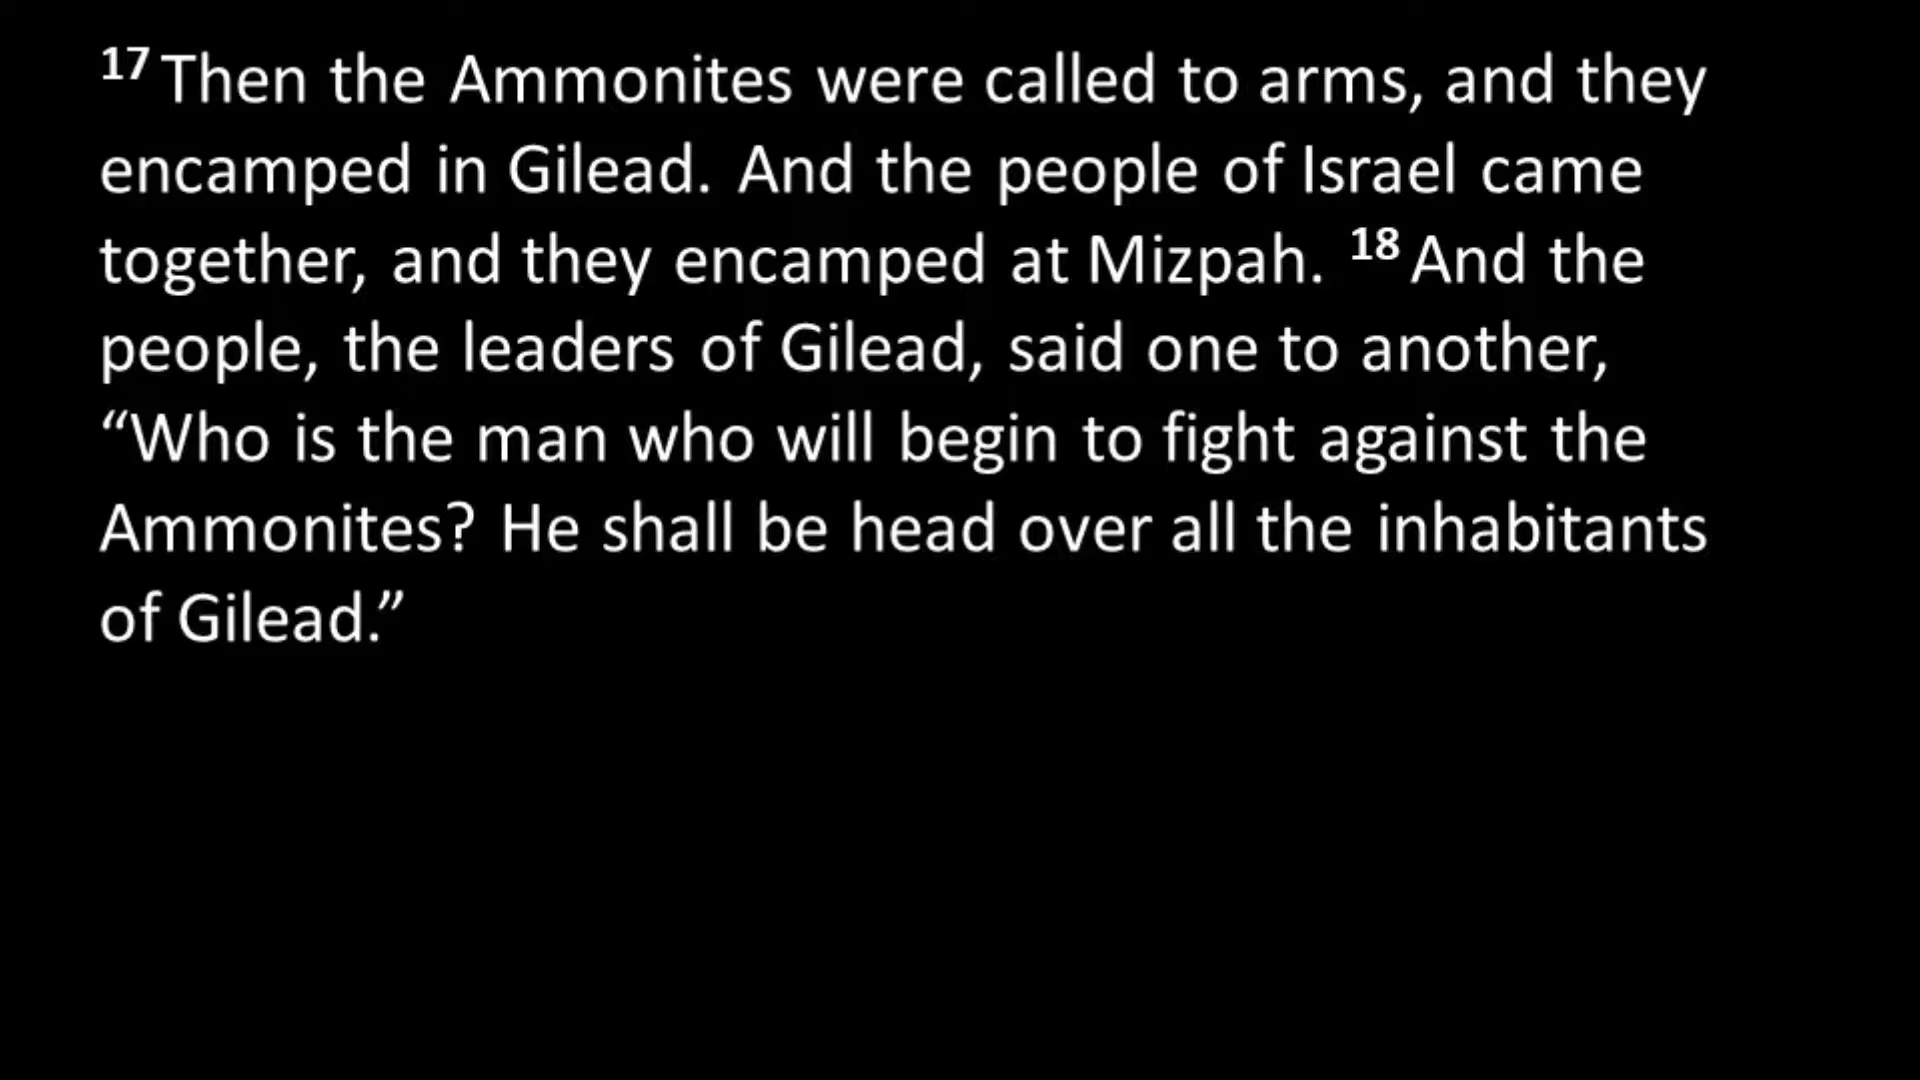 17 Then the Ammonites were called to arms, and they
encamped in Gilead. And the people of Israel came
together, and they encamped at Mizpah. 18 And the
people, the leaders of Gilead, said one to another,
“Who is the man who will begin to fight against the
Ammonites? He shall be head over all the inhabitants
of Gilead.”